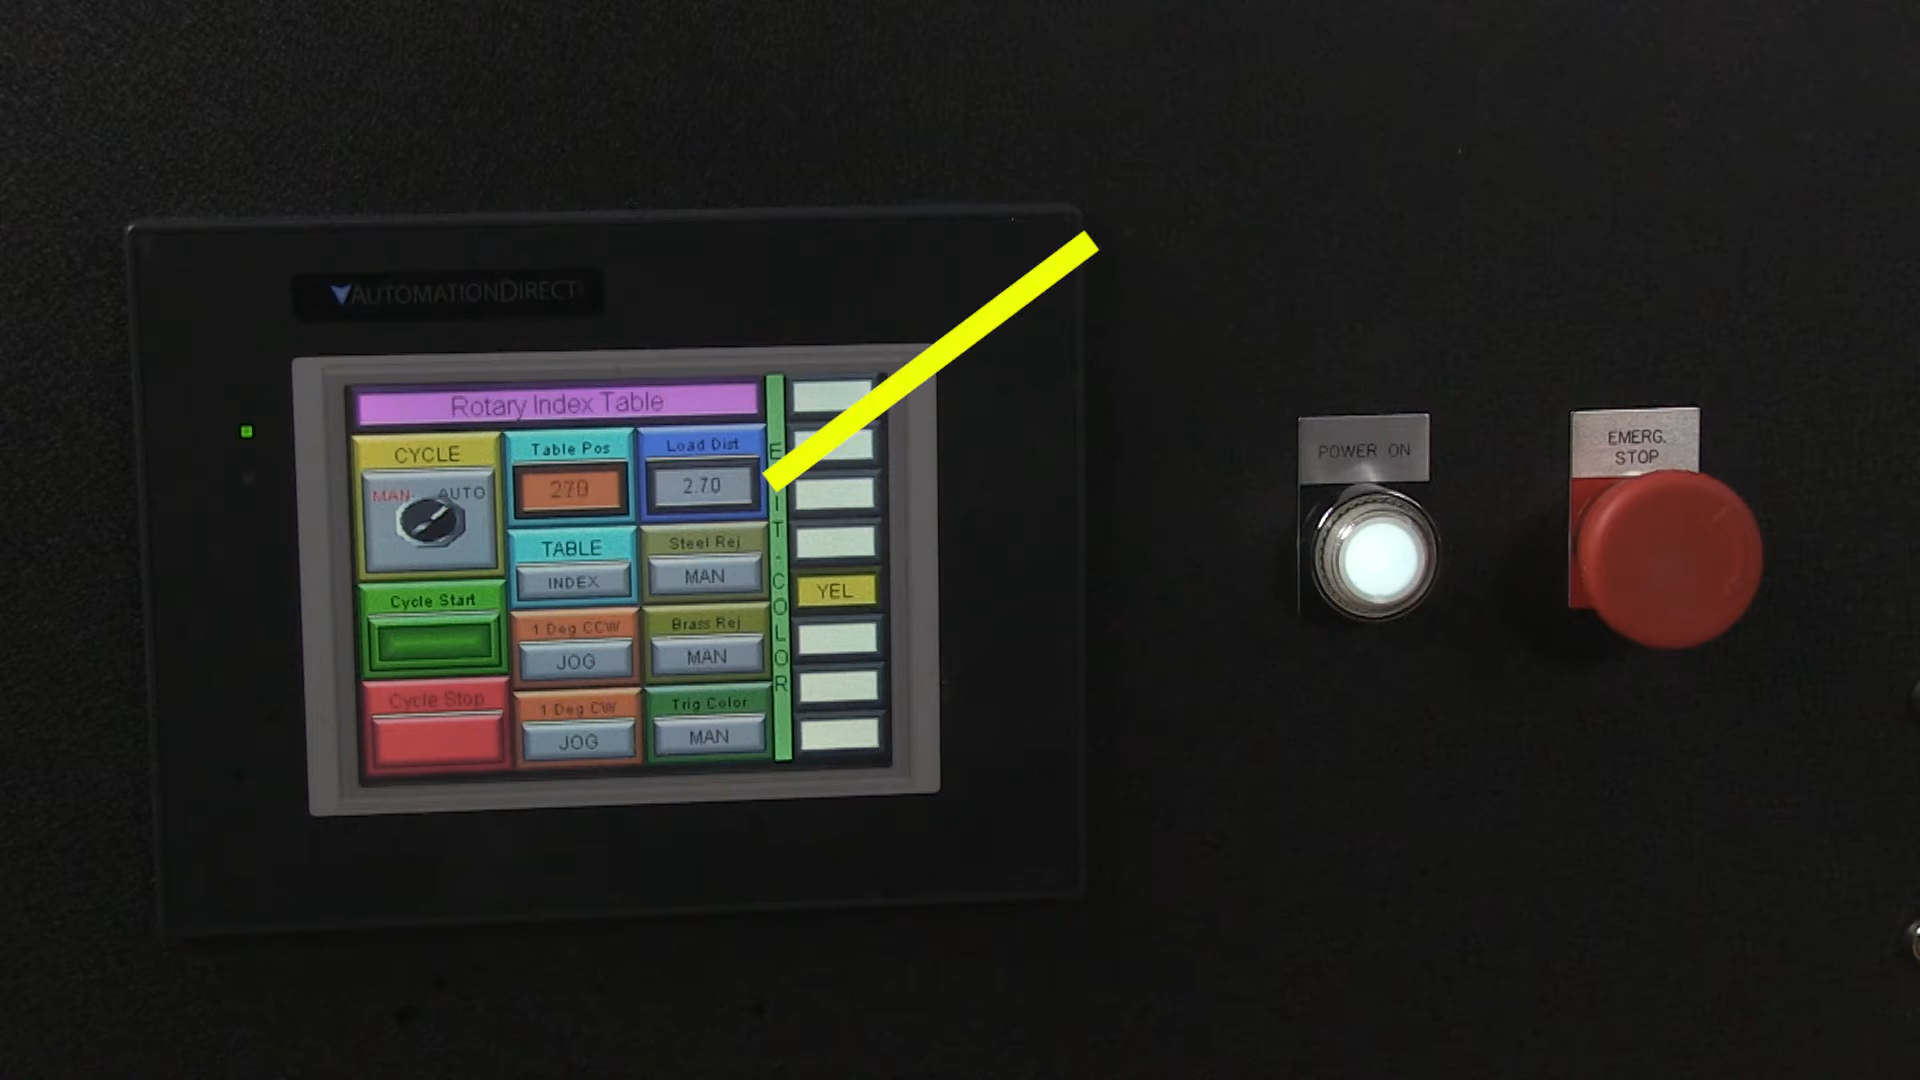 AUTOMATIONDIRECT
Rotary Index Table
CYCLE
MAN AUTO
Table Pos
270
Load Dist
2.70
TABLE
INDEX
Steel Rej
MAN
Cycle Start
1 Deg CCW
JOG
Brass Rej
MAN
Cycle Stop
1 Deg CW
JOG
Trig Color
MAN
YEL
POWER ON
EMERG.
STOP